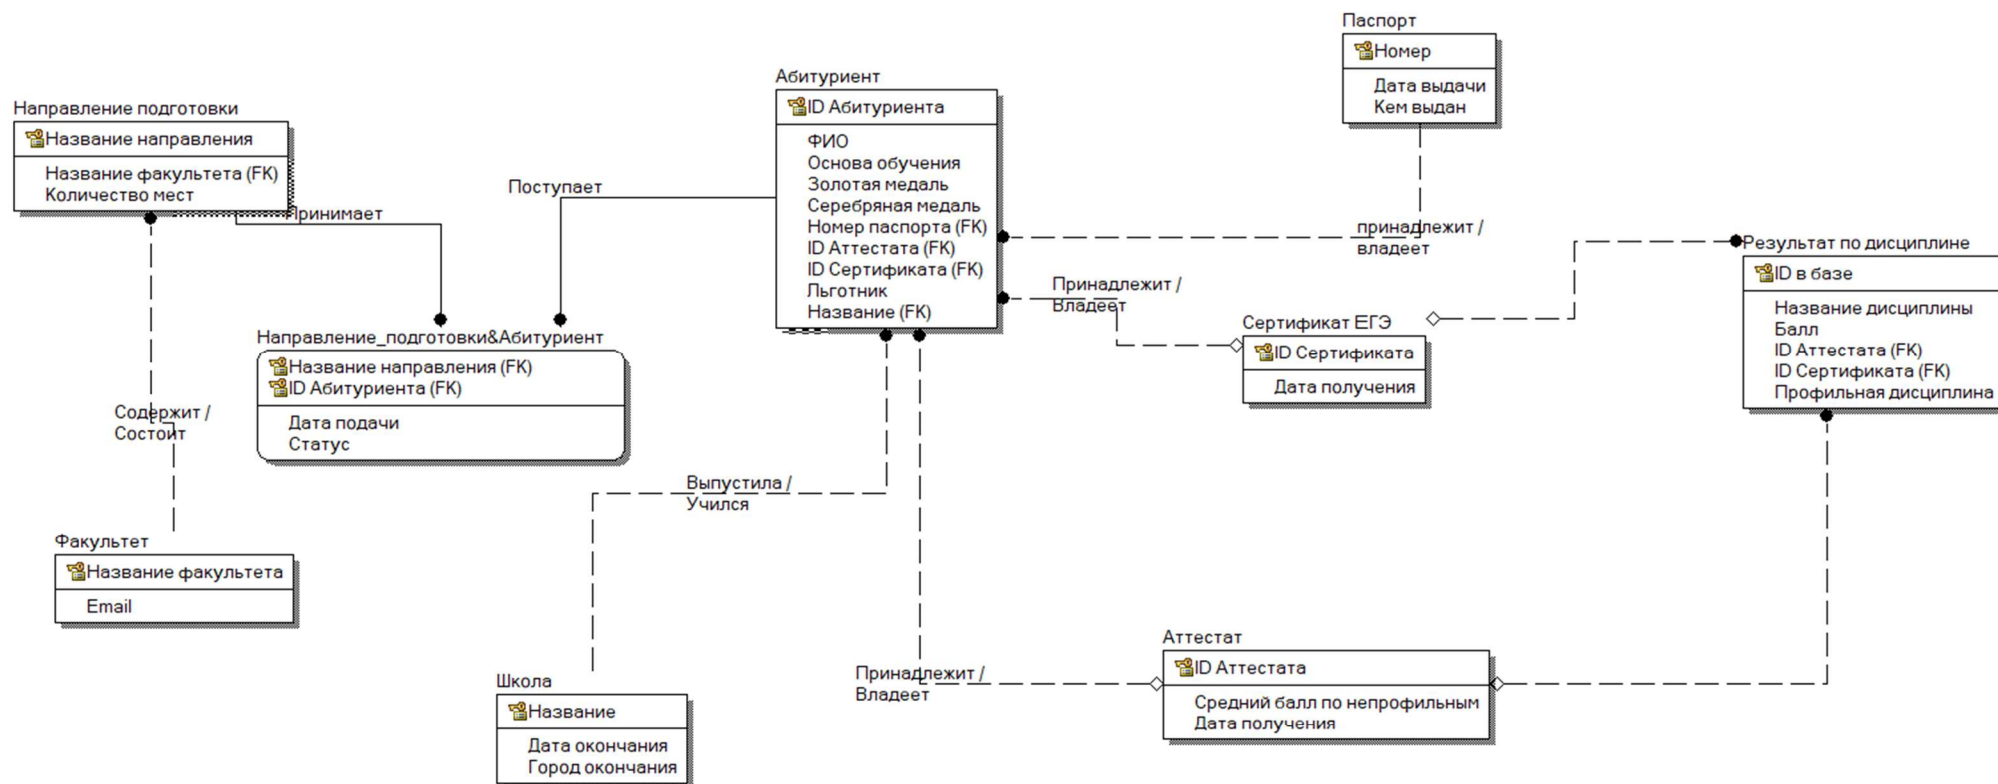 Паспорт
Номер
Дата выдачи
Кем выдан
Абитуриент
ID Абитуриента
ФИО
Основа обучения
Золотая медаль
Серебряная медаль
Номер паспорта (FK)
ID Аттестата (FK)
ID Сертификата (FK)
Льготник
Название (FK)
Направление подготовки
Название направления
Название факультета (FK)
Количество мест
Принимает
Поступает
принадлежит /
владеет
Результат по дисциплине
ID в базе
Название дисциплины
Балл
ID Аттестата (FK)
ID Сертификата (FK)
Профильная дисциплина
Принадлежит /
Владеет
Сертификат ЕГЭ
ID Сертификата
Дата получения
Направление_подготовки&Абитуриент
Название направления (FK)
ID Абитуриента (FK)
Дата подачи
Статус
Содержит /
Состоит
Выпустила /
Учился
Факультет
Название факультета
Email
Школа
Название
Дата окончания
Город окончания
Принадлежит /
Владеет
Аттестат
ID Аттестата
Средний балл по непрофильным
Дата получения